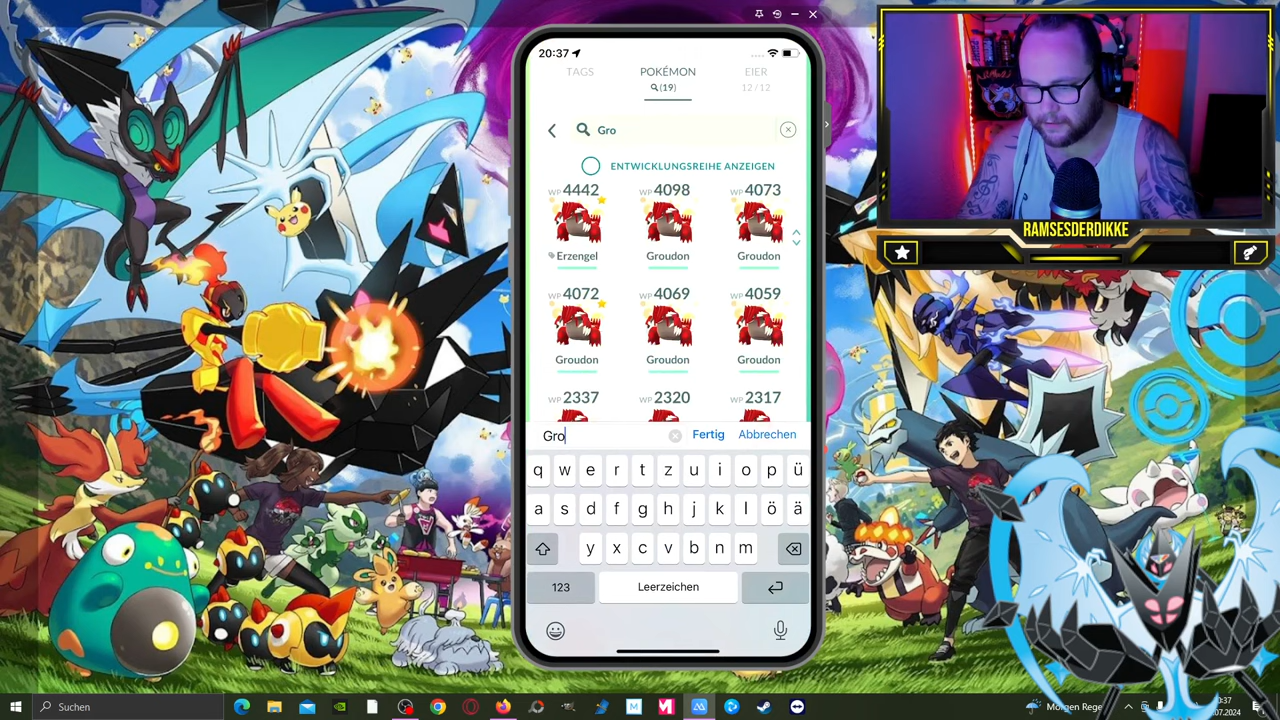 20:37
TAGS
POKÉMON
EIER
(19)
12 / 12
Gro
ENTWICKLUNGSREIHE ANZEIGEN
WP 4442
WP 4098
WP 4073
Erzengel
Groudon
Groudon
WP 4072
WP 4069
WP 4059
Groudon
Groudon
Groudon
WP 2337
WP 2320
WP 2317
Gro
Fertig
Abbrechen
q w e r t z u i o p ü
a s d f g h j k l ö ä
y x c v b n m
123
Leerzeichen
RAMSESDERDIKKE
Suchen
Morgen Rege